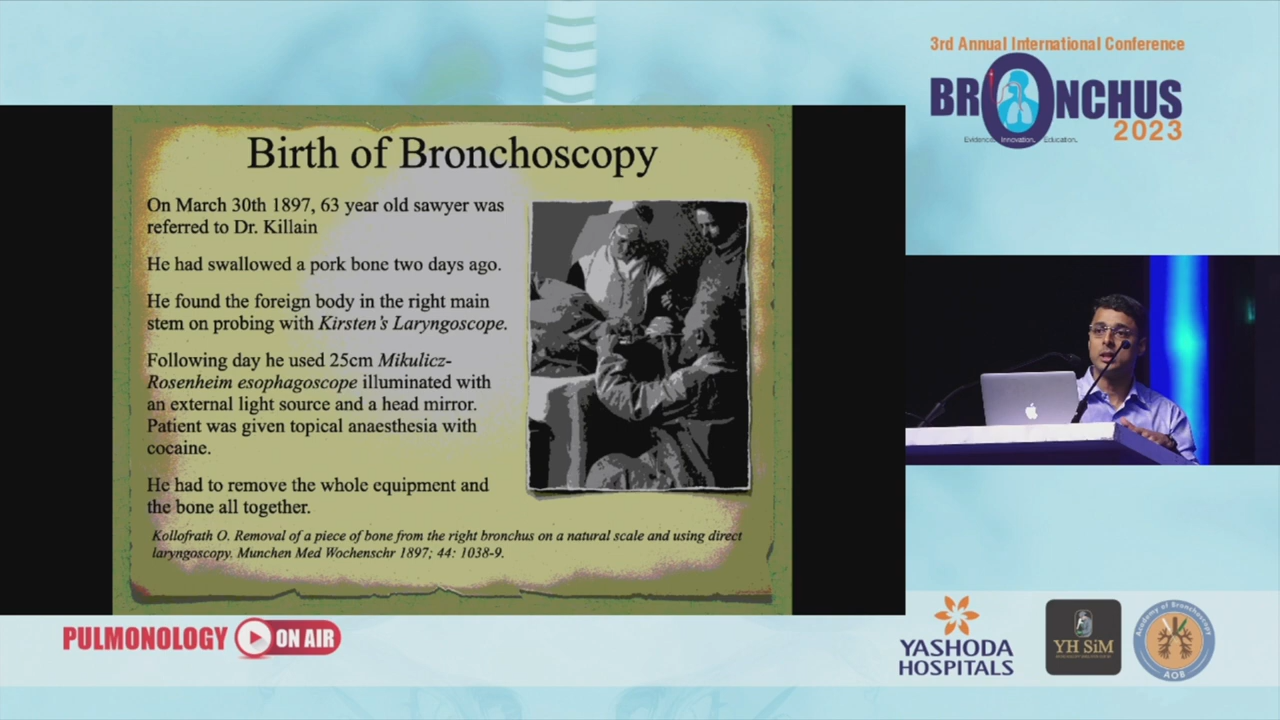 3rd Annual International Conference
BRONCHUS
2023
Evidence. Innovation. Education.
Birth of Bronchoscopy
On March 30th 1897, 63 year old sawyer was
referred to Dr. Killain
He had swallowed a pork bone two days ago.
He found the foreign body in the right main
stem on probing with Kirsten's Laryngoscope.
Following day he used 25cm Mikulicz-
Rosenheim esophagoscope illuminated with
an external light source and a head mirror.
Patient was given topical anaesthesia with
cocaine.
He had to remove the whole equipment and
the bone all together.
Kollofrath O. Removal of a piece of bone from the right bronchus on a natural scale and using direct
laryngoscopy. Munchen Med Wochenschr 1897; 44: 1038-9.
PULMONOLOGY ON AIR
YASHODA
HOSPITALS
YH SiM
Academy of Bronchoscopy
AOB